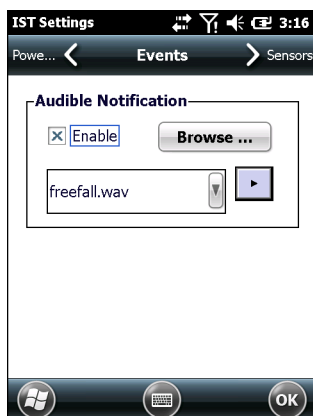 IST Settings 3:16
Powe... Events Sensors
Audible Notification
Enable Browse ...
freefall.wav
OK